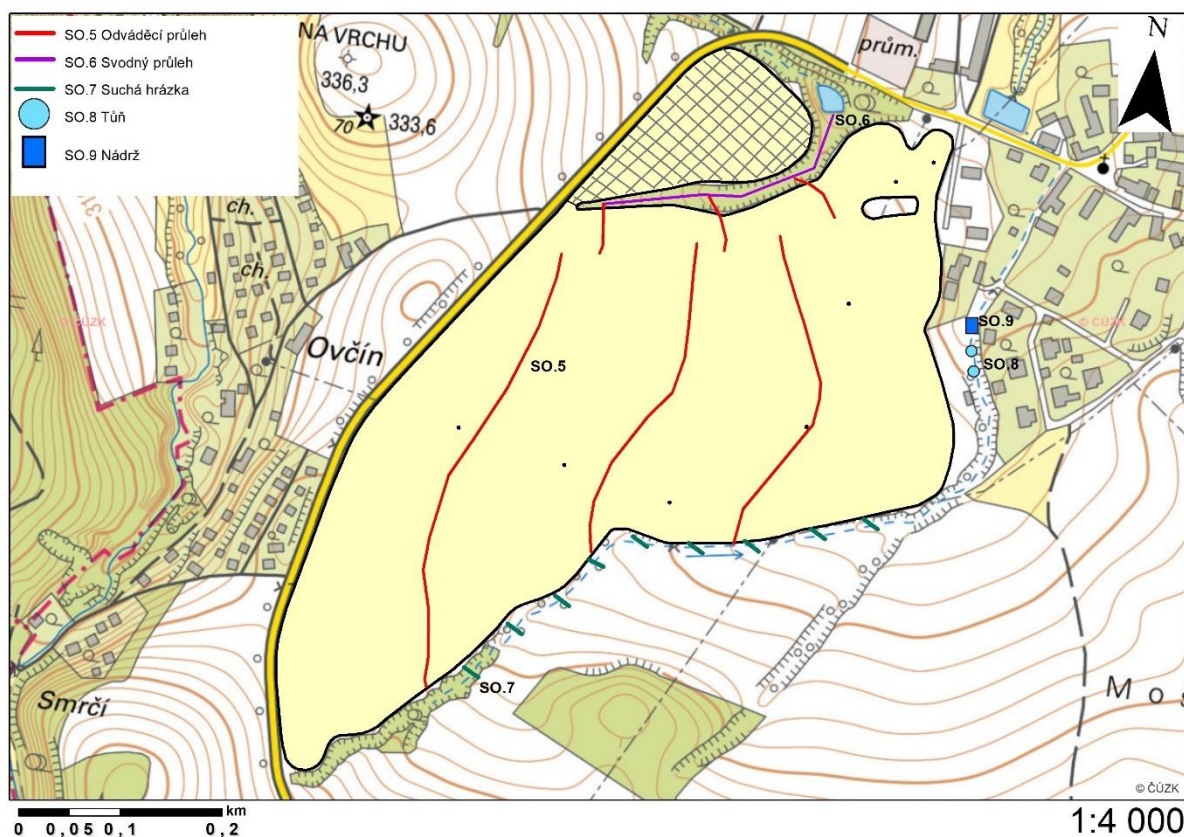 SO.5 Odváděcí průleh
SO.6 Svodný průleh
SO.7 Suchá hrázka
SO.8 Tůň
SO.9 Nádrž
NA VRCHU
336,3
70
333,6
prům.
N
SO.6
ch.
ch.
© ČÚZK
Ovčín
SO.5
SO.9
© ČÚZK
SO.8
SO.7
Smrčí
Mos
© ČÚZK
km
0 0,05 0,1 0,2
1:4 000